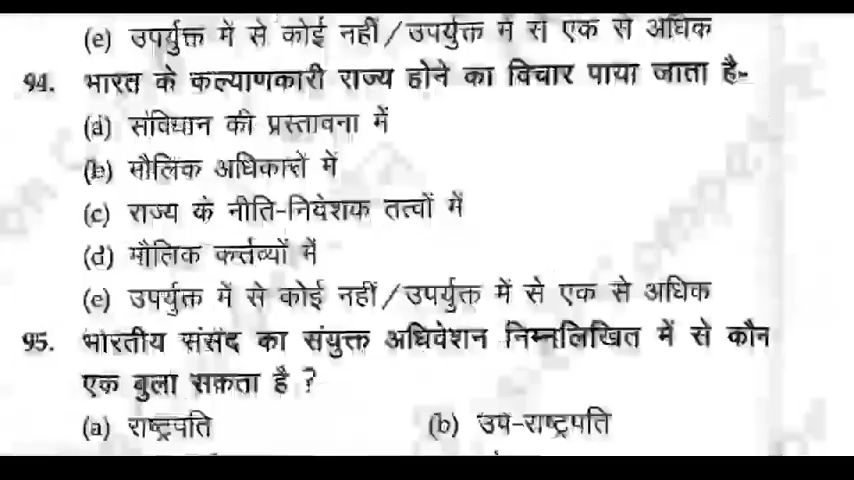 (e) उपर्युक्त में से कोई नहीं/उपर्युक्त में से एक से अधिक
94. भारत के कल्याणकारी राज्य होने का विचार पाया जाता है-
(a) संविधान की प्रस्तावना में
(b) मौलिक अधिकारों में
(c) राज्य के नीति-निदेशक तत्वों में
(d) मौलिक कर्त्तव्यों में
(e) उपर्युक्त में से कोई नहीं/उपर्युक्त में से एक से अधिक
95. भारतीय संसद का संयुक्त अधिवेशन निम्नलिखित में से कौन
एक बुला सकता है ?
(a) राष्ट्रपति (b) उप-राष्ट्रपति